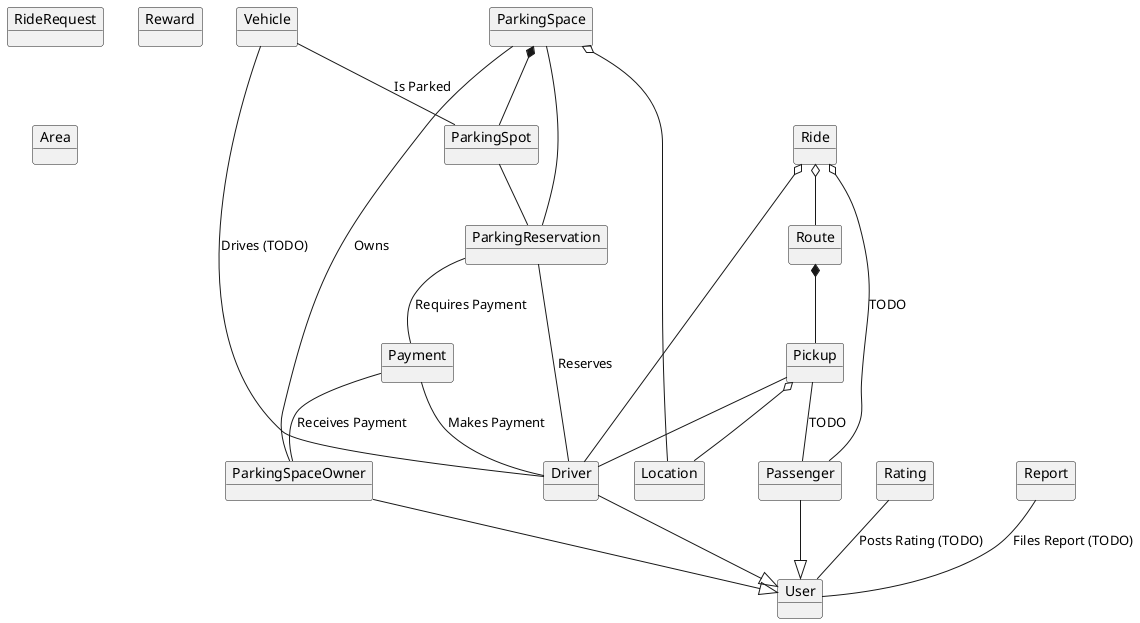 RideRequest
Reward
Vehicle
ParkingSpace
Is Parked
Area
ParkingSpot
Ride
ParkingReservation
Route
Drives (TODO)
Owns
Requires Payment
TODO
Payment
Reserves
Pickup
Receives Payment
Makes Payment
TODO
ParkingSpaceOwner
Driver
Location
Passenger
Rating
Report
Posts Rating (TODO)
Files Report (TODO)
User